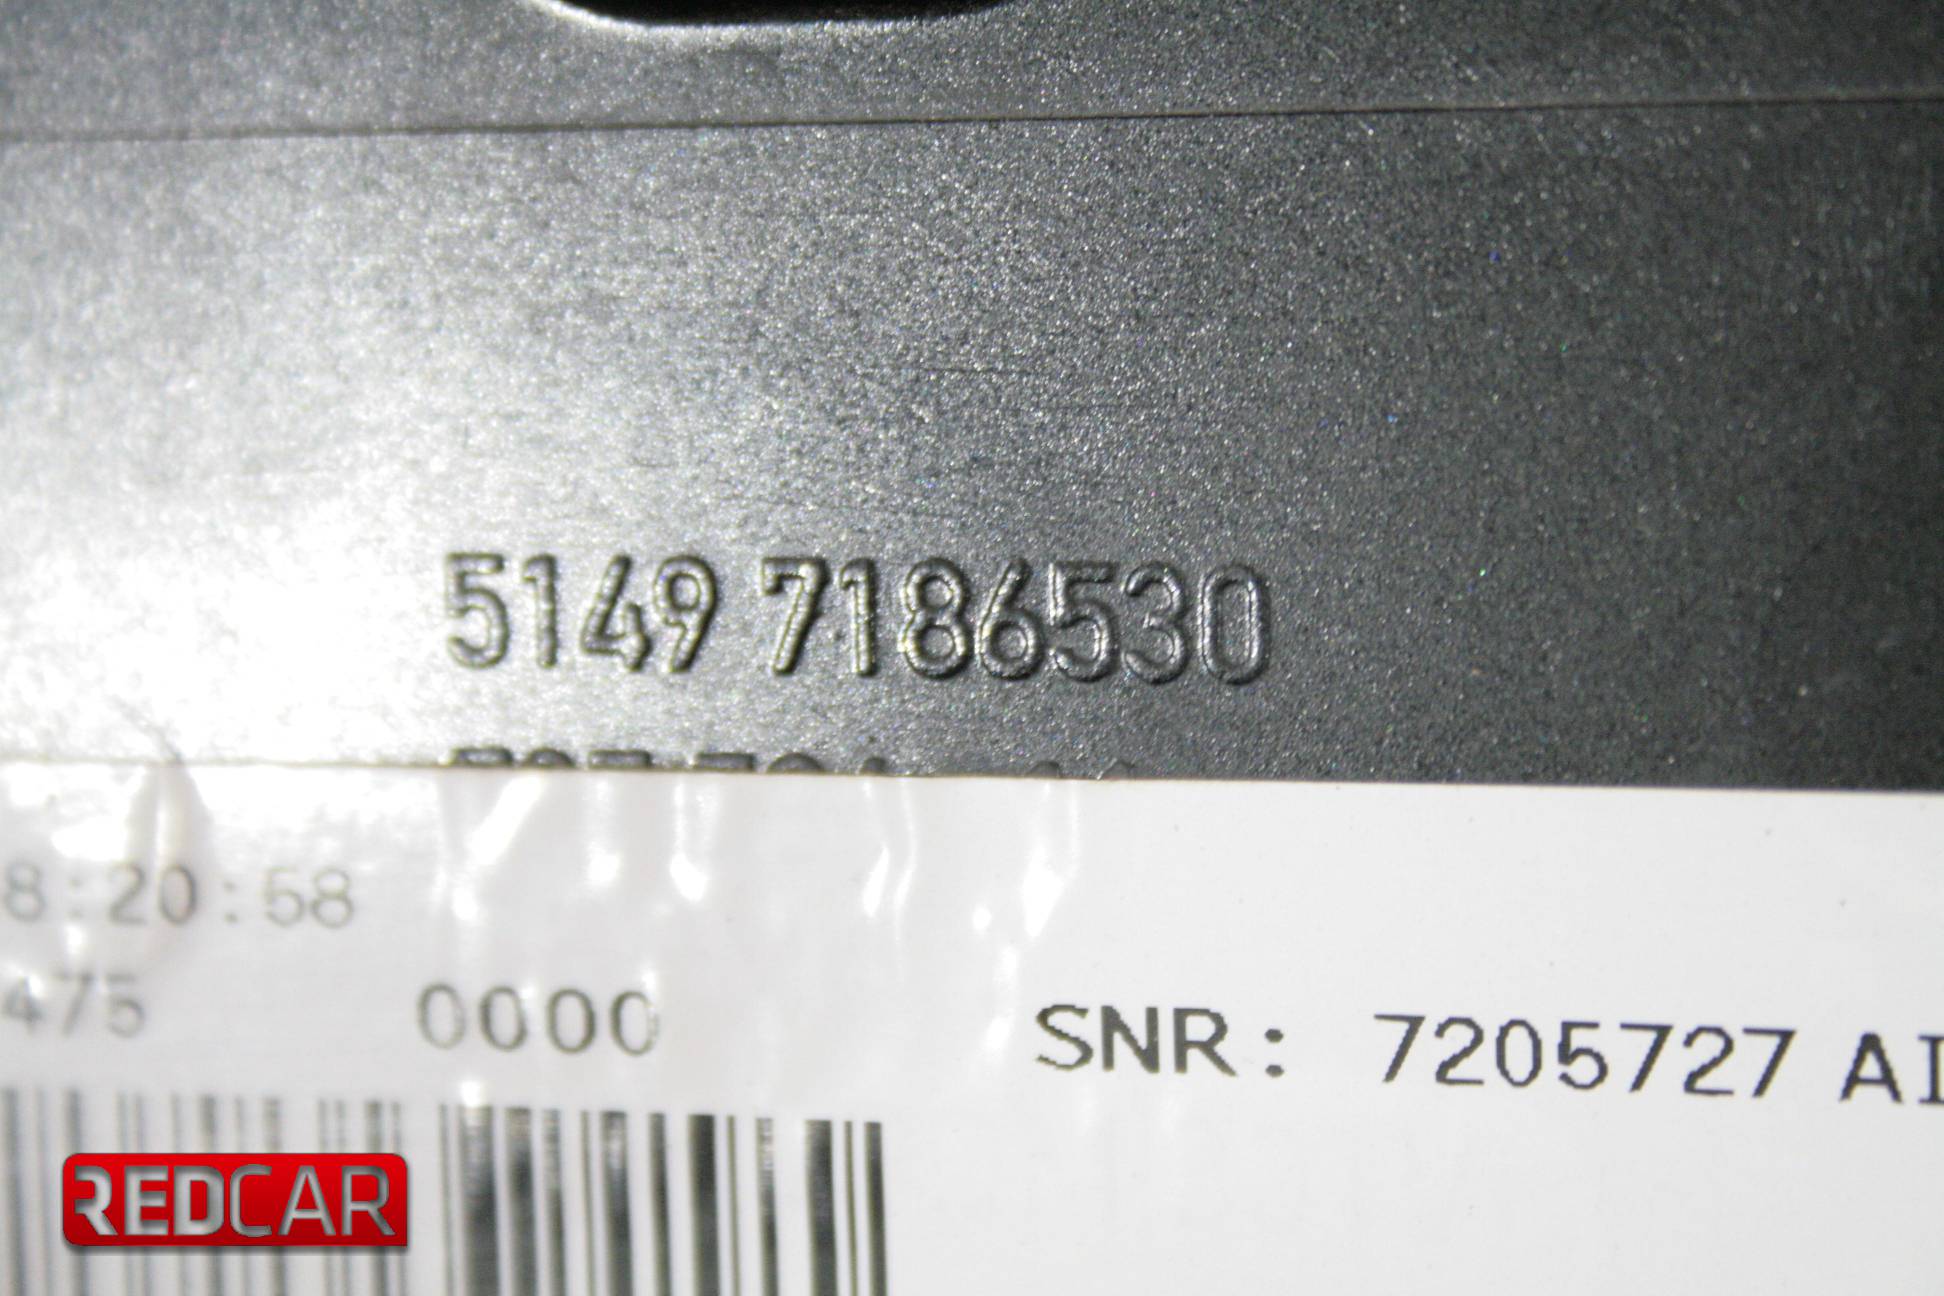 5149 7186530
8:20:58
475 0000 SNR: 7205727 AI
REDCAR